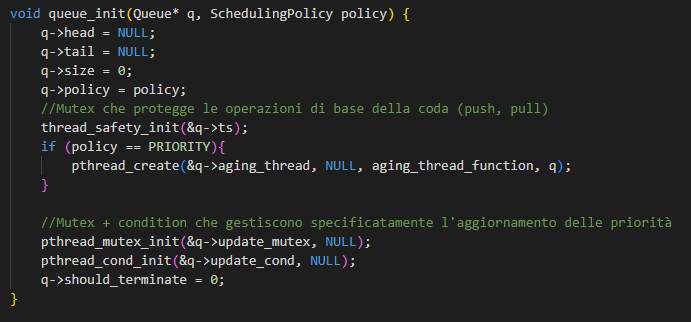 void queue_init(Queue* q, SchedulingPolicy policy) {
    q->head = NULL;
    q->tail = NULL;
    q->size = 0;
    q->policy = policy;
    //Mutex che protegge le operazioni di base della coda (push, pull)
    thread_safety_init(&q->ts);
    if (policy == PRIORITY){
        pthread_create(&q->aging_thread, NULL, aging_thread_function, q);
    }

    //Mutex + condition che gestiscono specificatamente l'aggiornamento delle priorità
    pthread_mutex_init(&q->update_mutex, NULL);
    pthread_cond_init(&q->update_cond, NULL);
    q->should_terminate = 0;
}